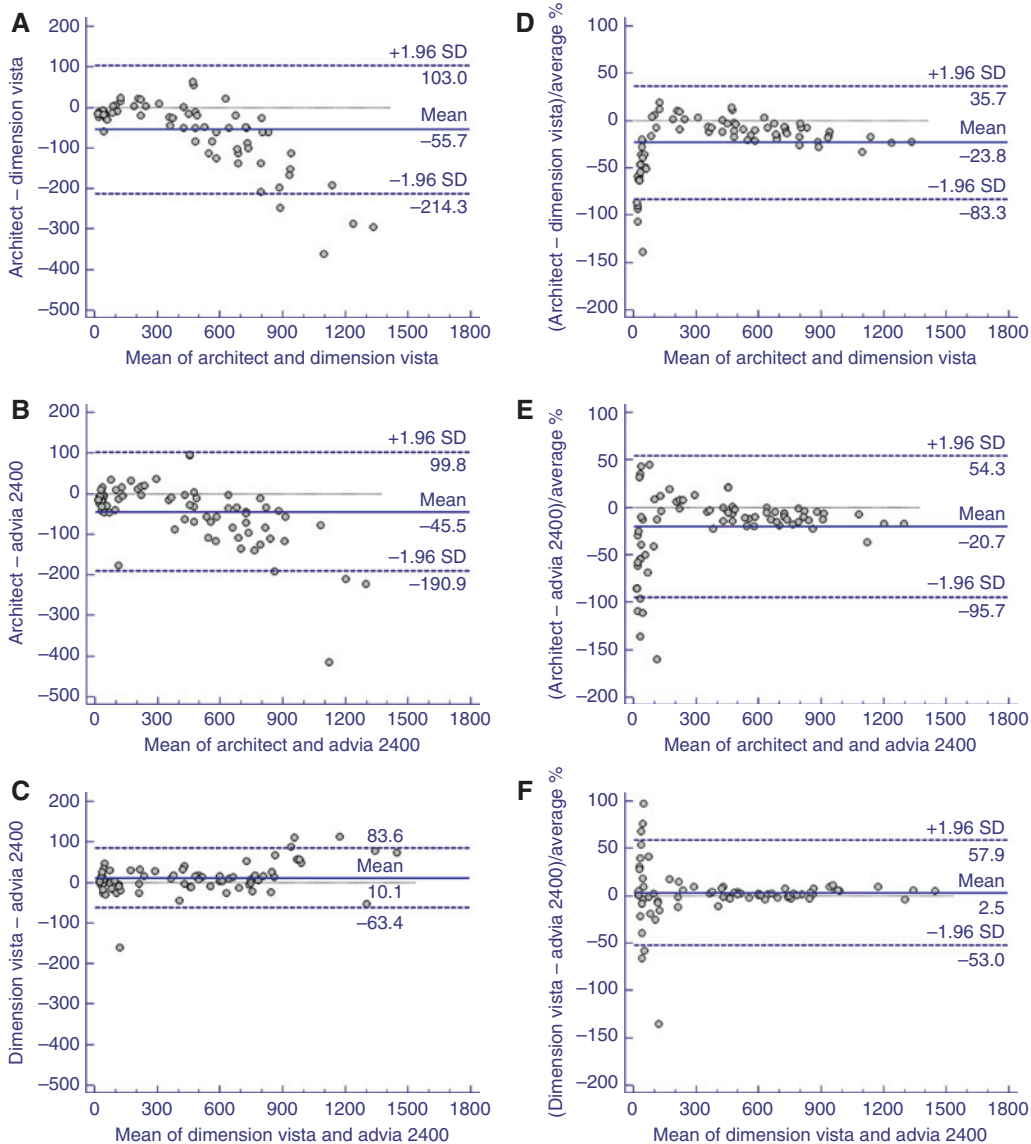 A
Architect – dimension vista
200
100
0
–100
–200
–300
–400
–500
+1.96 SD
103.0
Mean
–55.7
–1.96 SD
–214.3
0 300 600 900 1200 1500 1800
Mean of architect and dimension vista
D
(Architect – dimension vista)/average %
100
50
0
–50
–100
–150
–200
+1.96 SD
35.7
Mean
–23.8
–1.96 SD
–83.3
0 300 600 900 1200 1500 1800
Mean of architect and dimension vista
B
Architect – advia 2400
200
100
0
–100
–200
–300
–400
–500
+1.96 SD
99.8
Mean
–45.5
–1.96 SD
–190.9
0 300 600 900 1200 1500 1800
Mean of architect and advia 2400
E
(Architect – advia 2400)/average %
100
50
0
–50
–100
–150
–200
+1.96 SD
54.3
Mean
–20.7
–1.96 SD
–95.7
0 300 600 900 1200 1500 1800
Mean of architect and and advia 2400
C
Dimension vista – advia 2400
200
100
0
–100
–200
–300
–400
–500
83.6
Mean
10.1
–63.4
0 300 600 900 1200 1500 1800
Mean of dimension vista and advia 2400
F
(Dimension vista – advia 2400)/average %
100
50
0
–50
–100
–150
–200
+1.96 SD
57.9
Mean
2.5
–1.96 SD
–53.0
0 300 600 900 1200 1500 1800
Mean of dimension vista and advia 2400